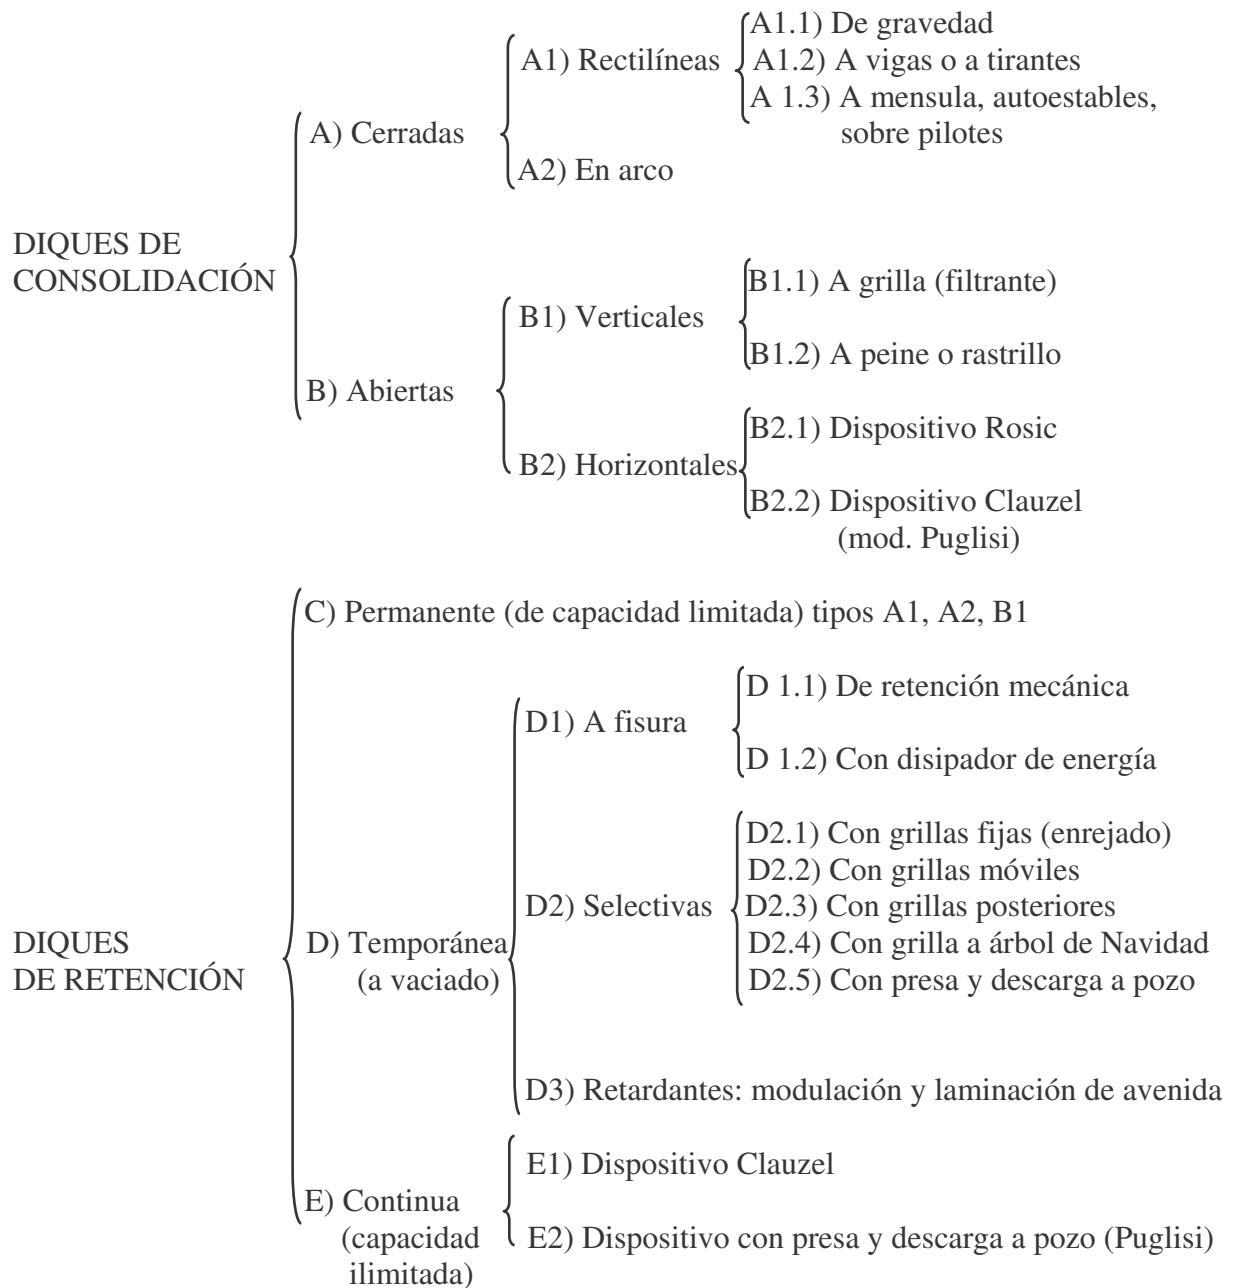 DIQUES DE
CONSOLIDACIÓN
A) Cerradas
A1) Rectilíneas
A1.1) De gravedad
A1.2) A vigas o a tirantes
A 1.3) A mensula, autoestables,
sobre pilotes
A2) En arco
B) Abiertas
B1) Verticales
B1.1) A grilla (filtrante)
B1.2) A peine o rastrillo
B2) Horizontales
B2.1) Dispositivo Rosic
B2.2) Dispositivo Clauzel
(mod. Puglisi)
DIQUES
DE RETENCIÓN
C) Permanente (de capacidad limitada) tipos A1, A2, B1
D) Temporánea
(a vaciado)
D1) A fisura
D 1.1) De retención mecánica
D 1.2) Con disipador de energía
D2) Selectivas
D2.1) Con grillas fijas (enrejado)
D2.2) Con grillas móviles
D2.3) Con grillas posteriores
D2.4) Con grilla a árbol de Navidad
D2.5) Con presa y descarga a pozo
D3) Retardantes: modulación y laminación de avenida
E) Continua
(capacidad
ilimitada)
E1) Dispositivo Clauzel
E2) Dispositivo con presa y descarga a pozo (Puglisi)